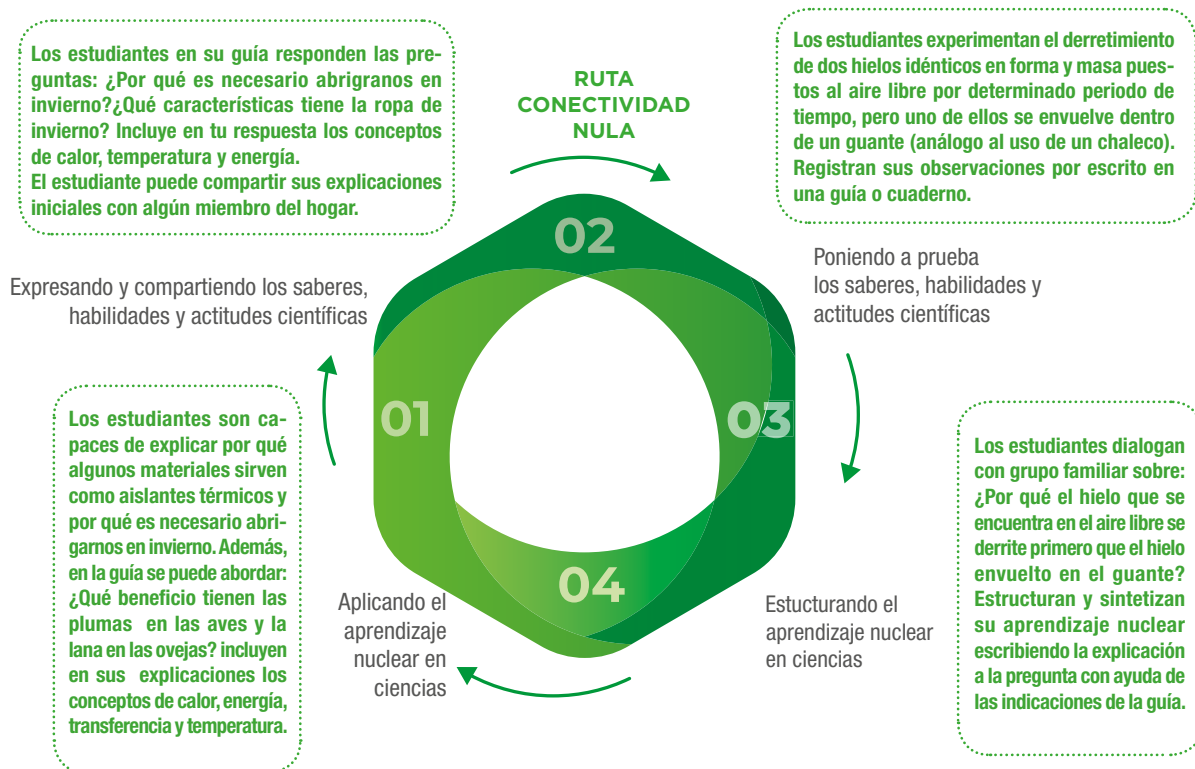 Los estudiantes en su guía responden las pre-
guntas: ¿Por qué es necesario abrigranos en
invierno?¿Qué características tiene la ropa de
invierno? Incluye en tu respuesta los conceptos
de calor, temperatura y energía.
El estudiante puede compartir sus explicaciones
iniciales con algún miembro del hogar.
RUTA
CONECTIVIDAD
NULA
Los estudiantes experimentan el derretimiento
de dos hielos idénticos en forma y masa pues-
tos al aire libre por determinado periodo de
tiempo, pero uno de ellos se envuelve dentro
de un guante (análogo al uso de un chaleco).
Registran sus observaciones por escrito en
una guía o cuaderno.
Expresando y compartiendo los saberes,
habilidades y actitudes científicas
02
Poniendo a prueba
los saberes, habilidades y
actitudes científicas
01
03
Los estudiantes son ca-
paces de explicar por qué
algunos materiales sirven
como aislantes térmicos y
por qué es necesario abri-
garnos en invierno. Además,
en la guía se puede abordar:
¿Qué beneficio tienen las
plumas en las aves y la
lana en las ovejas? incluyen
en sus explicaciones los
conceptos de calor, energía,
transferencia y temperatura.
Aplicando el
aprendizaje
nuclear en
ciencias
04
Estucturando el
aprendizaje nuclear
en ciencias
Los estudiantes dialogan
con grupo familiar sobre:
¿Por qué el hielo que se
encuentra en el aire libre se
derrite primero que el hielo
envuelto en el guante?
Estructuran y sintetizan
su aprendizaje nuclear
escribiendo la explicación
a la pregunta con ayuda de
las indicaciones de la guía.